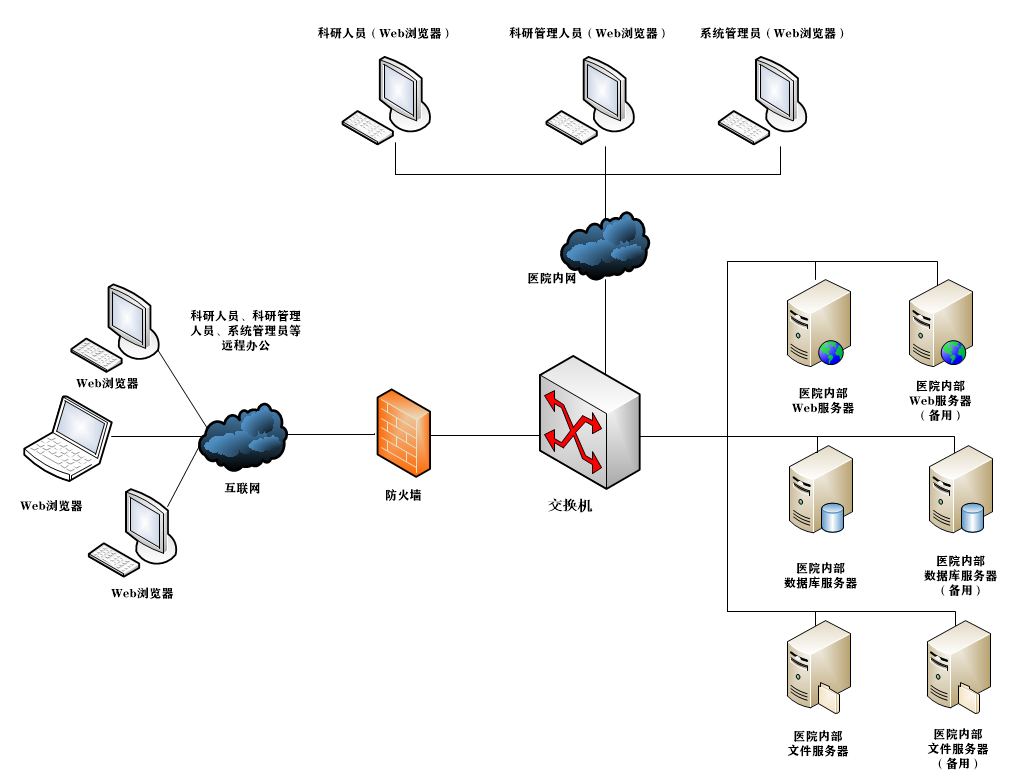 科研人员（Web浏览器）
科研管理人员（Web浏览器）
系统管理员（Web浏览器）
医院内网
科研人员、科研管理
人员、系统管理员等
远程办公
Web浏览器
Web浏览器
Web浏览器
互联网
防火墙
交换机
医院内部
Web服务器
医院内部
Web服务器
（备用）
医院内部
数据库服务器
医院内部
数据库服务器
（备用）
医院内部
文件服务器
医院内部
文件服务器
（备用）